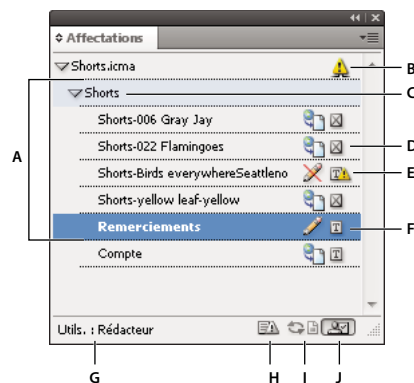 Affectations
Shorts.icma
B
Shorts
C
A
Shorts-006 Gray Jay
Shorts-022 Flamingoes
D
Shorts-Birds everywhereSeattleno
E
Shorts-yellow leaf-yellow
Remerciements
F
Compte
Utils. : Rédacteur
G H I J